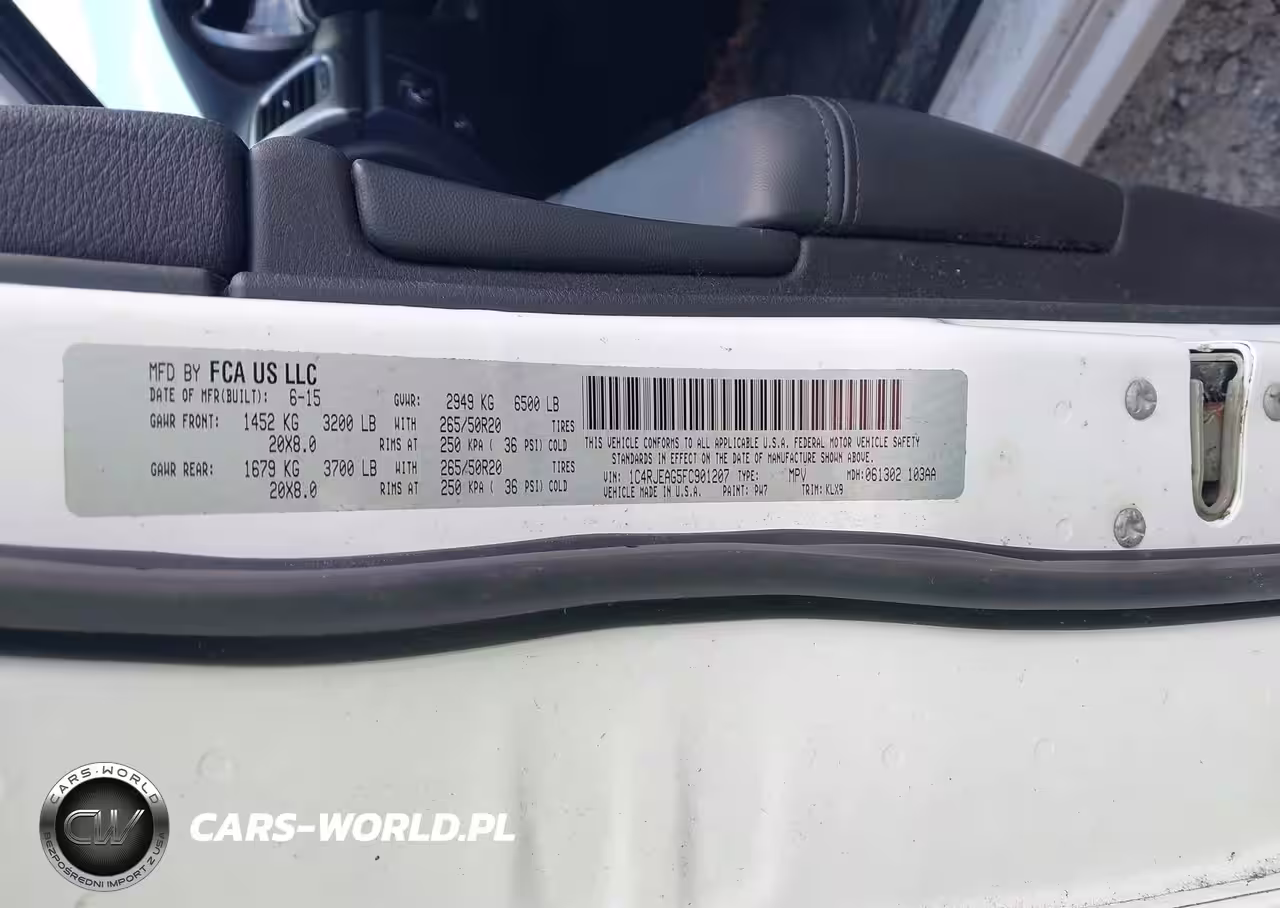 MFD BY FCA US LLC
DATE OF MFR(BUILT): 6-15 GVWR: 2949 KG 6500 LB
GAWR FRONT: 1452 KG 3200 LB WITH 265/50R20 TIRES
20X8.0 RIMS AT 250 KPA ( 36 PSI) COLD
GAWR REAR: 1679 KG 3700 LB WITH 265/50R20 TIRES
20X8.0 RIMS AT 250 KPA ( 36 PSI) COLD
THIS VEHICLE CONFORMS TO ALL APPLICABLE U.S.A. FEDERAL MOTOR VEHICLE SAFETY
STANDARDS IN EFFECT ON THE DATE OF MANUFACTURE SHOWN ABOVE.
VIN: 1C4RJEAG5FC901207 TYPE: MPV MDH: 061302 103AA
VEHICLE MADE IN U.S.A. PAINT: PW7 TRIM: KLX9
CARS-WORLD
CW
BEZPOŚREDNI IMPORT Z USA
CARS-WORLD.PL